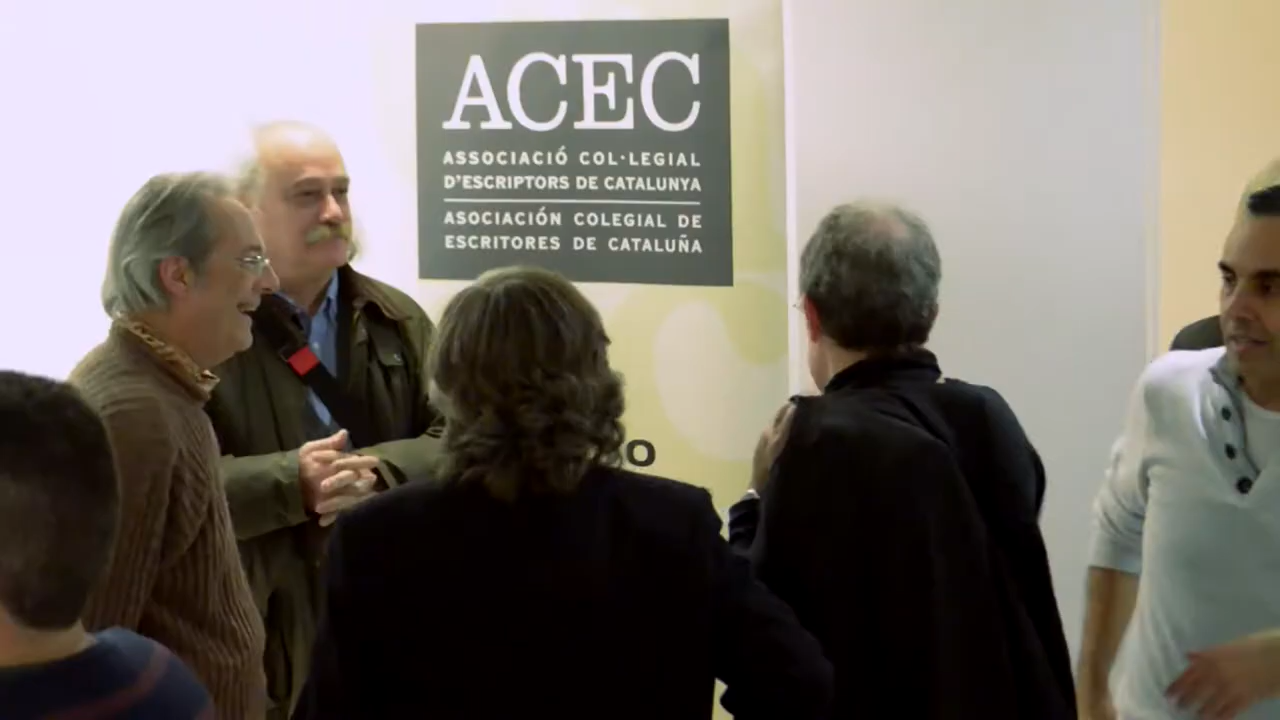 ACEC
ASSOCIACIÓ COL·LEGIAL
D'ESCRIPTORS DE CATALUNYA
ASOCIACIÓN COLEGIAL DE
ESCRITORES DE CATALUÑA